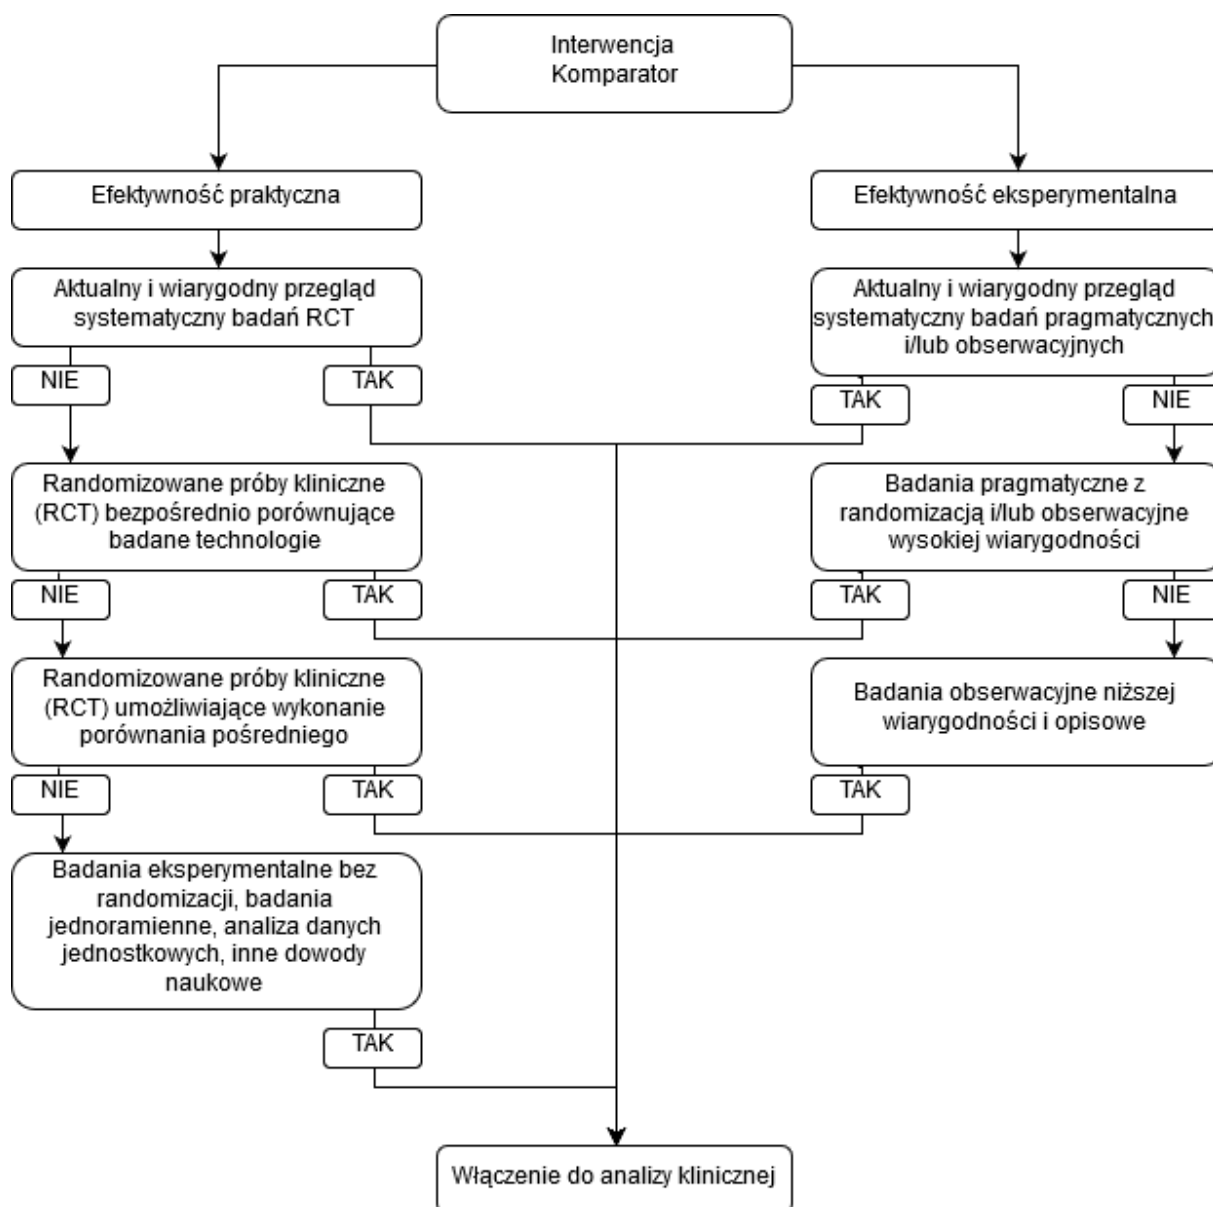 Interwencja
Komparator
Efektywność praktyczna
Efektywność eksperymentalna
Aktualny i wiarygodny przegląd
systematyczny badań RCT
Aktualny i wiarygodny przegląd
systematyczny badań pragmatycznych
i/lub obserwacyjnych
NIE
TAK
TAK
NIE
Randomizowane próby kliniczne
(RCT) bezpośrednio porównujące
badane technologie
Badania pragmatyczne z
randomizacją i/lub obserwacyjne
wysokiej wiarygodności
NIE
TAK
TAK
NIE
Randomizowane próby kliniczne
(RCT) umożliwiające wykonanie
porównania pośredniego
Badania obserwacyjne niższej
wiarygodności i opisowe
NIE
TAK
TAK
Badania eksperymentalne bez
randomizacji, badania
jednoramienne, analiza danych
jednostkowych, inne dowody
naukowe
TAK
Włączenie do analizy klinicznej